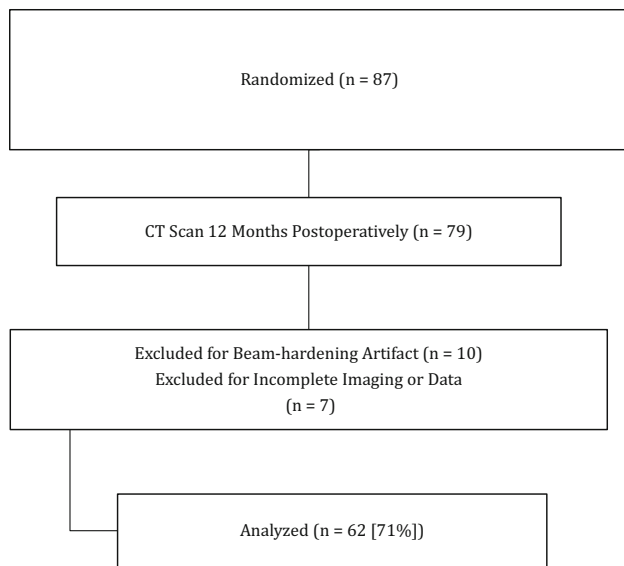 Randomized (n = 87)
CT Scan 12 Months Postoperatively (n = 79)
Excluded for Beam-hardening Artifact (n = 10)
Excluded for Incomplete Imaging or Data
(n = 7)
Analyzed (n = 62 [71%])